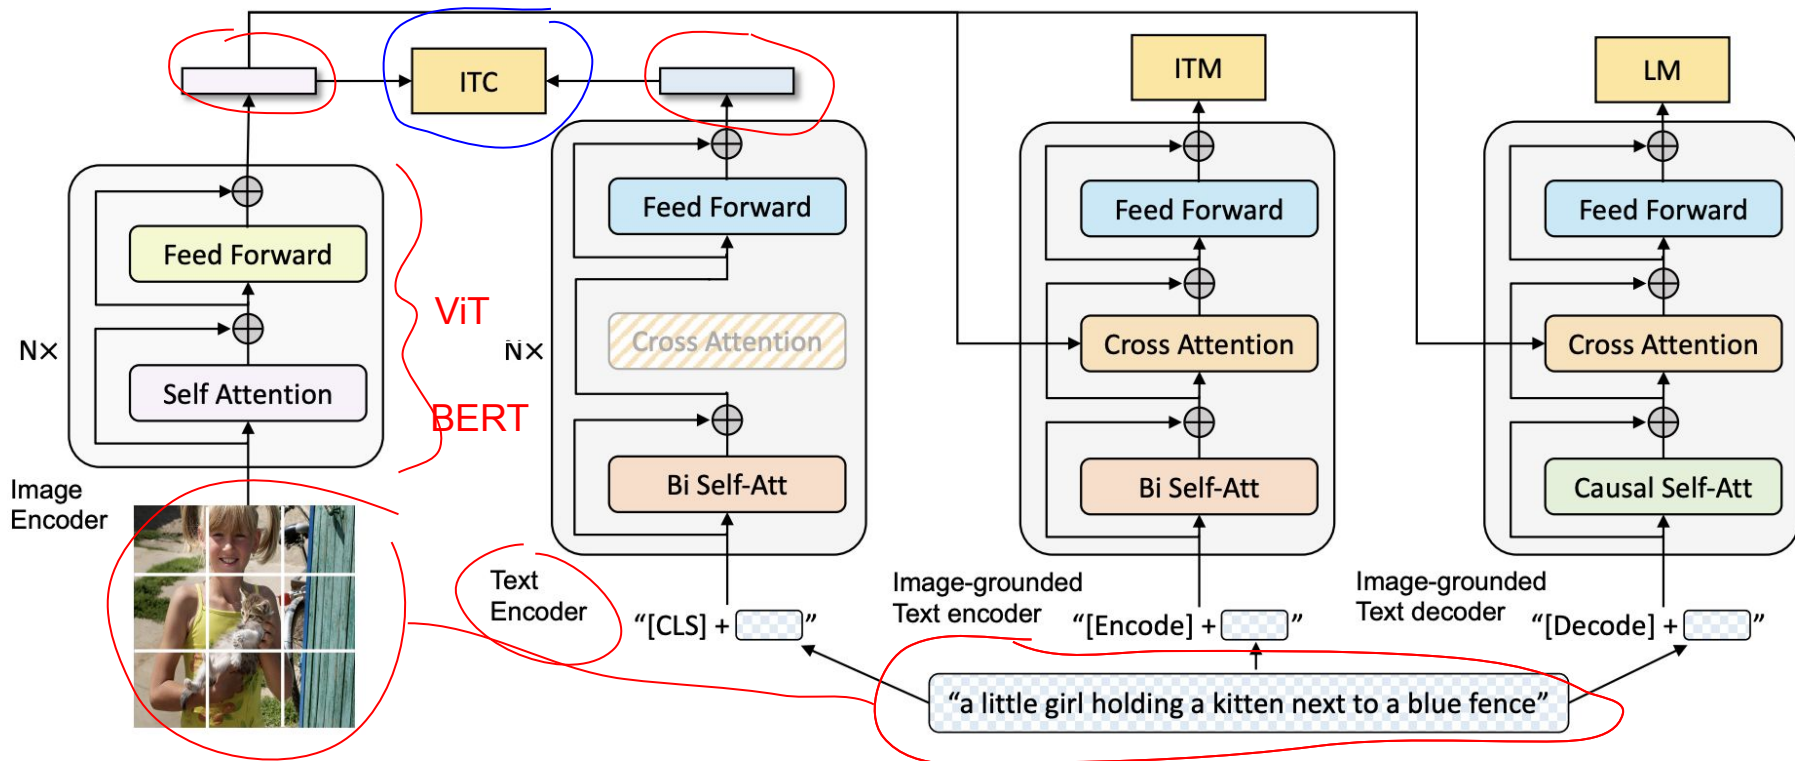 ITC
ITM
LM
Feed Forward
Feed Forward
Feed Forward
Feed Forward
ViT
N×
N×
Cross Attention
Cross Attention
Cross Attention
Self Attention
BERT
Bi Self-Att
Bi Self-Att
Causal Self-Att
Image
Encoder
Text
Encoder
Image-grounded
Text encoder
Image-grounded
Text decoder
“[CLS] + ”
“[Encode] + ”
“[Decode] + ”
“a little girl holding a kitten next to a blue fence”